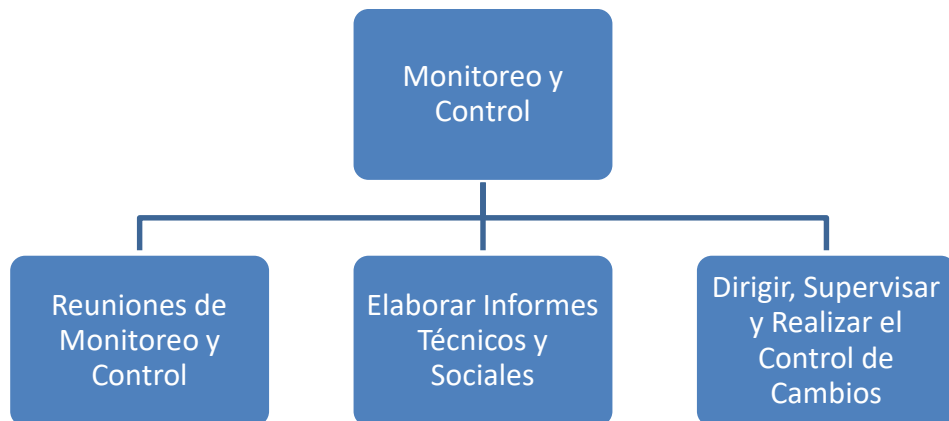 Monitoreo y
Control
Reuniones de
Monitoreo y
Control
Elaborar Informes
Técnicos y
Sociales
Dirigir, Supervisar
y Realizar el
Control de
Cambios